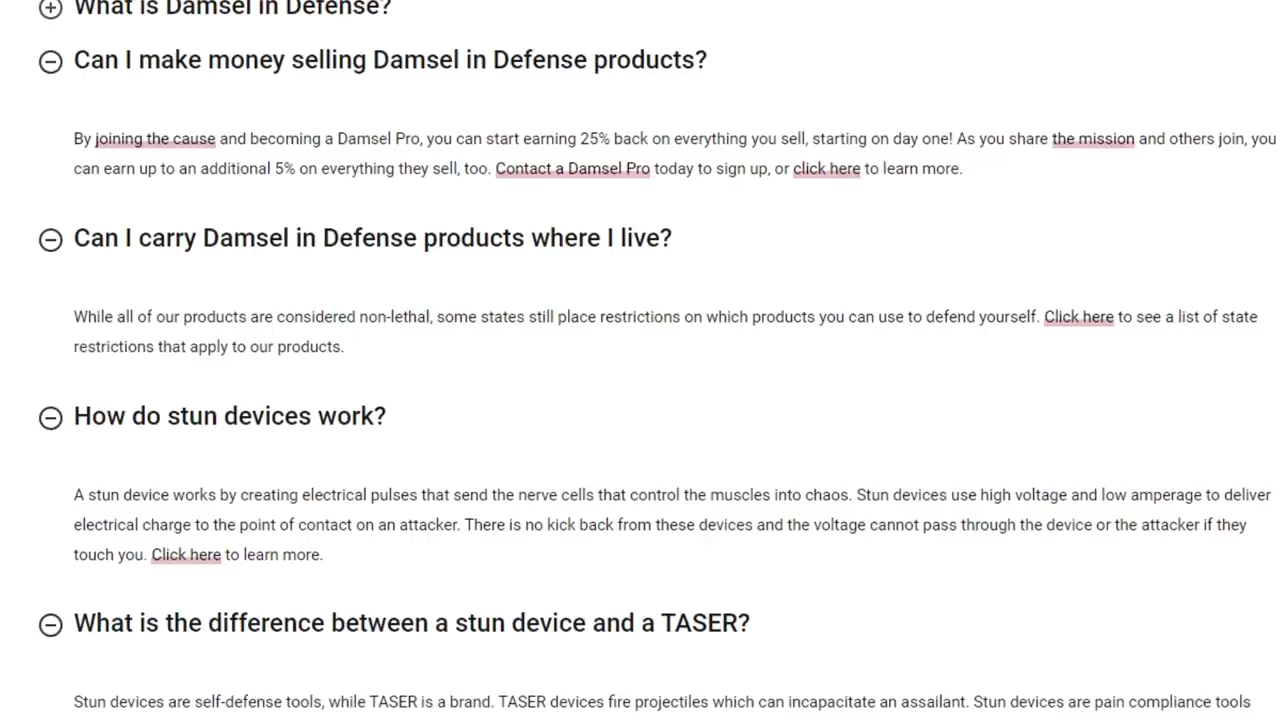 What is Damsel in Defense?
Can I make money selling Damsel in Defense products?
By joining the cause and becoming a Damsel Pro, you can start earning 25% back on everything you sell, starting on day one! As you share the mission and others join, you
can earn up to an additional 5% on everything they sell, too. Contact a Damsel Pro today to sign up, or click here to learn more.
Can I carry Damsel in Defense products where I live?
While all of our products are considered non-lethal, some states still place restrictions on which products you can use to defend yourself. Click here to see a list of state
restrictions that apply to our products.
How do stun devices work?
A stun device works by creating electrical pulses that send the nerve cells that control the muscles into chaos. Stun devices use high voltage and low amperage to deliver
electrical charge to the point of contact on an attacker. There is no kick back from these devices and the voltage cannot pass through the device or the attacker if they
touch you. Click here to learn more.
What is the difference between a stun device and a TASER?
Stun devices are self-defense tools, while TASER is a brand. TASER devices fire projectiles which can incapacitate an assailant. Stun devices are pain compliance tools